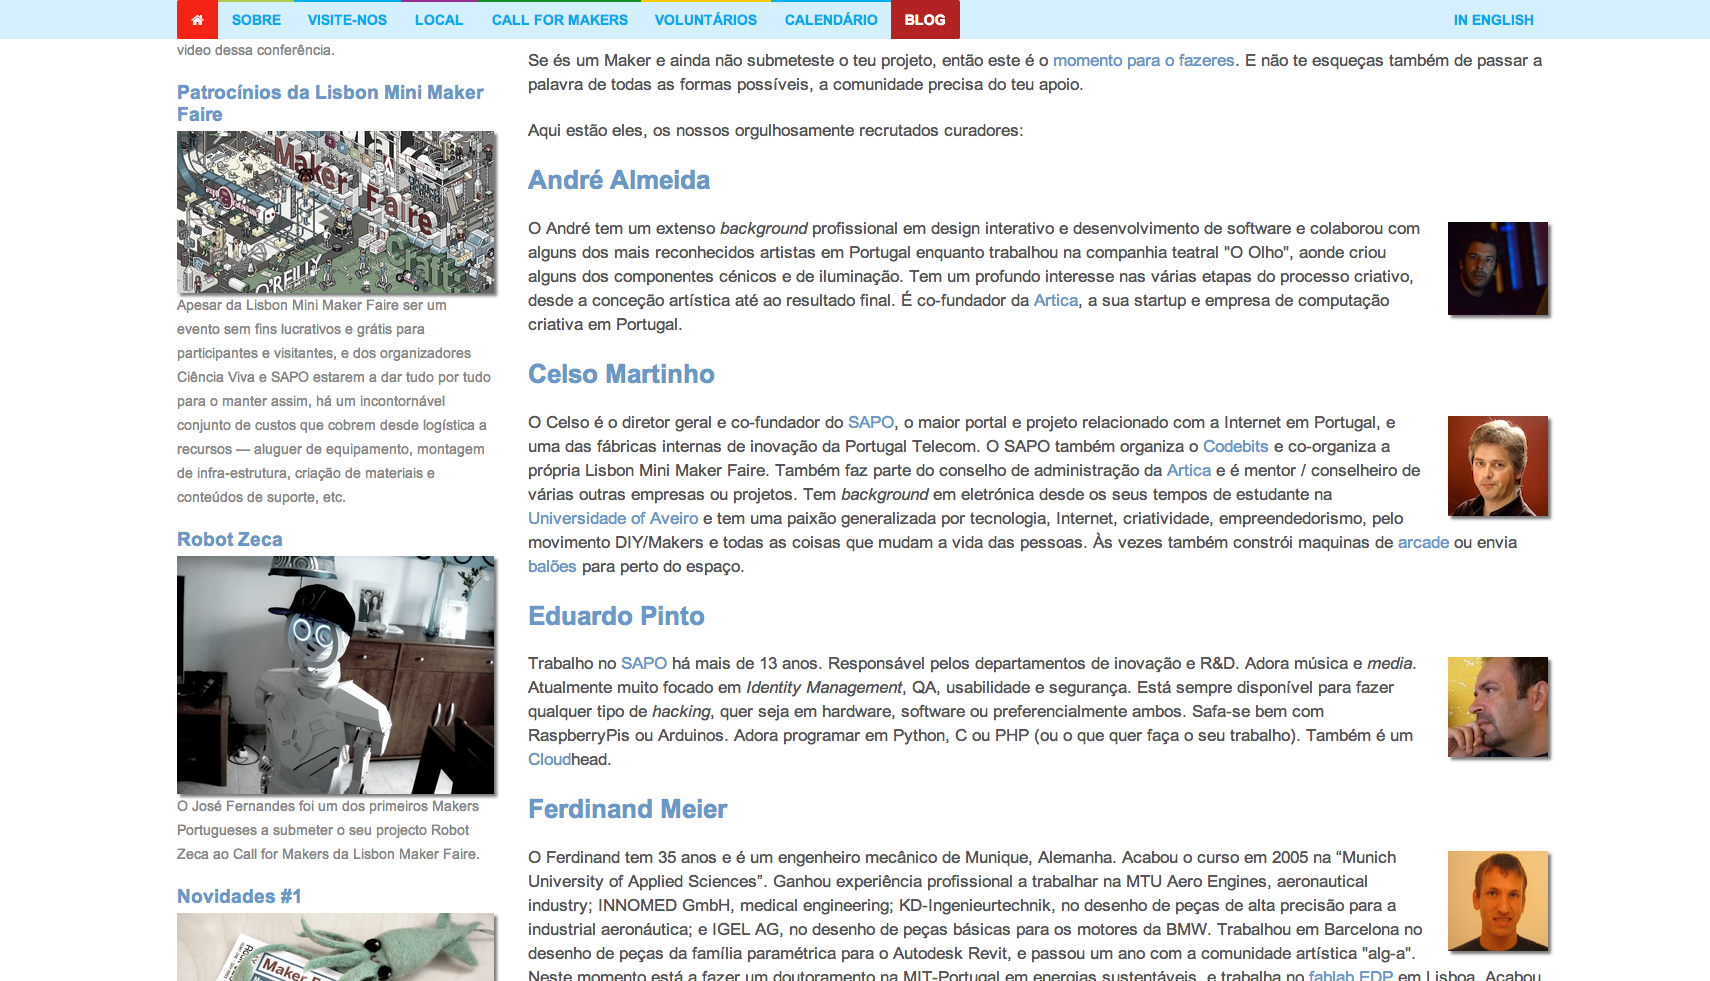 SOBRE
VISITE-NOS
LOCAL
CALL FOR MAKERS
VOLUNTÁRIOS
CALENDÁRIO
BLOG
IN ENGLISH
video dessa conferência.
Patrocínios da Lisbon Mini Maker
Faire
Maker
Faire
Craft:
O'REILLY
Apesar da Lisbon Mini Maker Faire ser um
evento sem fins lucrativos e grátis para
participantes e visitantes, e dos organizadores
Ciência Viva e SAPO estarem a dar tudo por tudo
para o manter assim, há um incontornável
conjunto de custos que cobrem desde logística a
recursos — aluguer de equipamento, montagem
de infra-estrutura, criação de materiais e
conteúdos de suporte, etc.
Robot Zeca
O José Fernandes foi um dos primeiros Makers
Portugueses a submeter o seu projecto Robot
Zeca ao Call for Makers da Lisbon Maker Faire.
Novidades #1
Maker
Se és um Maker e ainda não submeteste o teu projeto, então este é o momento para o fazeres. E não te esqueças também de passar a
palavra de todas as formas possíveis, a comunidade precisa do teu apoio.
Aqui estão eles, os nossos orgulhosamente recrutados curadores:
André Almeida
O André tem um extenso background profissional em design interativo e desenvolvimento de software e colaborou com
alguns dos mais reconhecidos artistas em Portugal enquanto trabalhou na companhia teatral "O Olho", aonde criou
alguns dos componentes cénicos e de iluminação. Tem um profundo interesse nas várias etapas do processo criativo,
desde a conceção artística até ao resultado final. É co-fundador da Artica, a sua startup e empresa de computação
criativa em Portugal.
Celso Martinho
O Celso é o diretor geral e co-fundador do SAPO, o maior portal e projeto relacionado com a Internet em Portugal, e
uma das fábricas internas de inovação da Portugal Telecom. O SAPO também organiza o Codebits e co-organiza a
própria Lisbon Mini Maker Faire. Também faz parte do conselho de administração da Artica e é mentor / conselheiro de
várias outras empresas ou projetos. Tem background em eletrónica desde os seus tempos de estudante na
Universidade of Aveiro e tem uma paixão generalizada por tecnologia, Internet, criatividade, empreendedorismo, pelo
movimento DIY/Makers e todas as coisas que mudam a vida das pessoas. Às vezes também constrói maquinas de arcade ou envia
balões para perto do espaço.
Eduardo Pinto
Trabalho no SAPO há mais de 13 anos. Responsável pelos departamentos de inovação e R&D. Adora música e media.
Atualmente muito focado em Identity Management, QA, usabilidade e segurança. Está sempre disponível para fazer
qualquer tipo de hacking, quer seja em hardware, software ou preferencialmente ambos. Safa-se bem com
RaspberryPis ou Arduinos. Adora programar em Python, C ou PHP (ou o que quer faça o seu trabalho). Também é um
Cloudhead.
Ferdinand Meier
O Ferdinand tem 35 anos e é um engenheiro mecânico de Munique, Alemanha. Acabou o curso em 2005 na “Munich
University of Applied Sciences”. Ganhou experiência profissional a trabalhar na MTU Aero Engines, aeronautical
industry; INNOMED GmbH, medical engineering; KD-Ingenieurtechnik, no desenho de peças de alta precisão para a
industrial aeronáutica; e IGEL AG, no desenho de peças básicas para os motores da BMW. Trabalhou em Barcelona no
desenho de peças da família paramétrica para o Autodesk Revit, e passou um ano com a comunidade artística "alg-a".
Neste momento está a fazer um doutoramento na MIT-Portugal em energias sustentáveis, e trabalha no fablab EDP em Lisboa. Acabou